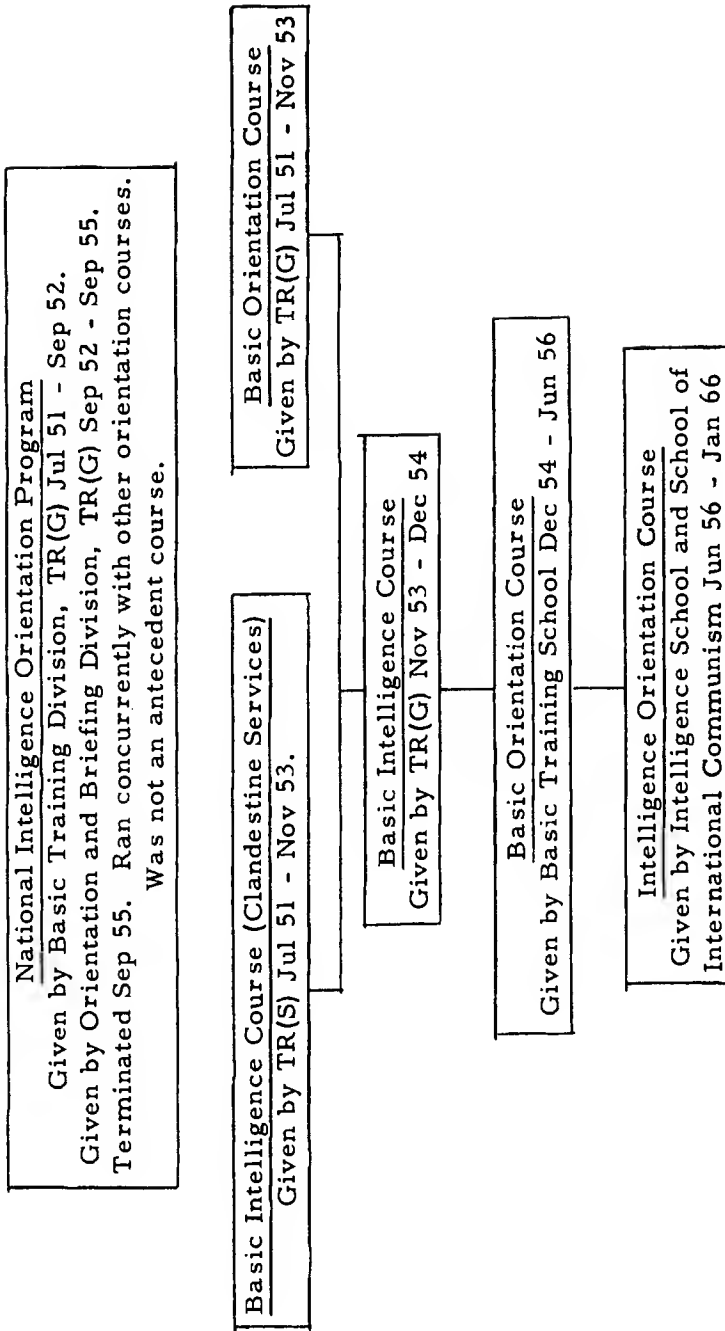 National Intelligence Orientation Program
Given by Basic Training Division, TR(G) Jul 51 - Sep 52.
Given by Orientation and Briefing Division, TR(G) Sep 52 - Sep 55.
Terminated Sep 55. Ran concurrently with other orientation courses.
Was not an antecedent course.
Basic Intelligence Course (Clandestine Services)
Given by TR(S) Jul 51 - Nov 53.
Basic Orientation Course
Given by TR(G) Jul 51 - Nov 53
Basic Intelligence Course
Given by TR(G) Nov 53 - Dec 54
Basic Orientation Course
Given by Basic Training School Dec 54 - Jun 56
Intelligence Orientation Course
Given by Intelligence School and School of
International Communism Jun 56 - Jan 66